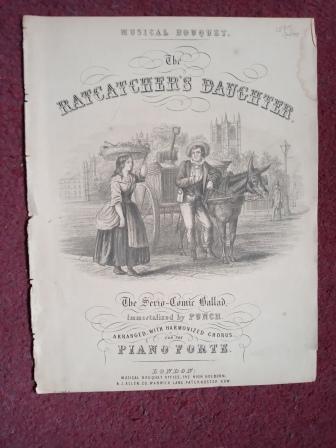 MUSICAL BOUQUET.
The
RATCATCHER'S DAUGHTER,
The Serio-Comic Ballad,
Immortalized by PUNCH.
ARRANGED, WITH HARMONIZED CHORUS
FOR THE
PIANO FORTE.
LONDON:
MUSICAL BOUQUET OFFICE, 192, HIGH HOLBORN;
& J. ALLEN, 20, WARWICK LANE, PATERNOSTER ROW.